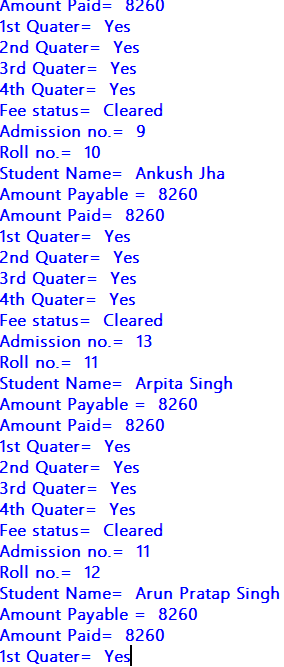 Amount Paid= 8260
1st Quater= Yes
2nd Quater= Yes
3rd Quater= Yes
4th Quater= Yes
Fee status= Cleared
Admission no.= 9
Roll no.= 10
Student Name= Ankush Jha
Amount Payable = 8260
Amount Paid= 8260
1st Quater= Yes
2nd Quater= Yes
3rd Quater= Yes
4th Quater= Yes
Fee status= Cleared
Admission no.= 13
Roll no.= 11
Student Name= Arpita Singh
Amount Payable = 8260
Amount Paid= 8260
1st Quater= Yes
2nd Quater= Yes
3rd Quater= Yes
4th Quater= Yes
Fee status= Cleared
Admission no.= 11
Roll no.= 12
Student Name= Arun Pratap Singh
Amount Payable = 8260
Amount Paid= 8260
1st Quater= Yes